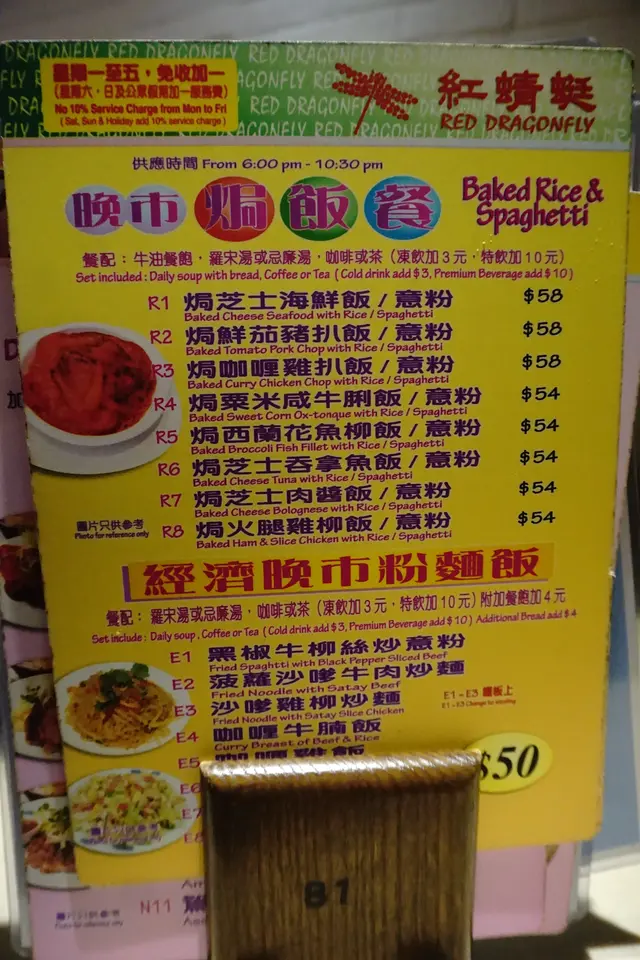 DRAGONFLY RED DRAGONFLY RED DRAGONFLY RED DRAGONFLY RED
星期一至五，免收加一
(星期六，日及公眾假期加一服務費)
No 10% Service Charge from Mon to Fri
( Sat, Sun & Holiday add 10% service charge )
紅蜻蜓
RED DRAGONFLY
供應時間 From 6:00 pm - 10:30 pm
晚市焗飯餐
Baked Rice & Spaghetti
餐配：牛油餐飽，羅宋湯或忌廉湯，咖啡或茶（凍飲加3元，特飲加10元）
Set included : Daily soup with bread, Coffee or Tea ( Cold drink add $ 3, Premium Beverage add $ 10 )
R1 焗芝士海鮮飯 / 意粉 $58
Baked Cheese Seafood with Rice / Spaghetti
R2 焗鮮茄豬扒飯 / 意粉 $58
Baked Tomato Pork Chop with Rice / Spaghetti
R3 焗咖喱雞扒飯 / 意粉 $58
Baked Curry Chicken Chop with Rice / Spaghetti
R4 焗粟米咸牛脷飯 / 意粉 $54
Baked Sweet Corn Ox-tongue with Rice / Spaghetti
R5 焗西蘭花魚柳飯 / 意粉 $54
Baked Broccoli Fish Fillet with Rice / Spaghetti
R6 焗芝士吞拿魚飯 / 意粉 $54
Baked Cheese Tuna with Rice / Spaghetti
R7 焗芝士肉醬飯 / 意粉 $54
Baked Cheese Bolognese with Rice / Spaghetti
R8 焗火腿雞柳飯 / 意粉 $54
Baked Ham & Slice Chicken with Rice / Spaghetti
圖片只供參考
Photo for reference only
經濟晚市粉麵飯
餐配：羅宋湯或忌廉湯，咖啡或茶（凍飲加3元，特飲加10元）附加餐飽加4元
Set include : Daily soup , Coffee or Tea ( Cold drink add $ 3, Premium Beverage add $ 10 ) Additional Bread add $ 4
E1 黑椒牛柳絲炒意粉
Fried Spaghtti with Black Pepper Sliced Beef
E2 菠蘿沙嗲牛肉炒麵
Fried Noodle with Satay Beef
E3 沙嗲雞柳炒麵
Fried Noodle with Satay Slice Chicken
E1 - E3 鐵板上
E1 - E3 Change to sizzling
E4 咖喱牛腩飯
Curry Breast of Beef & Rice
E5 咖喱雞飯
E6
E7
E8
$50
N11
B1